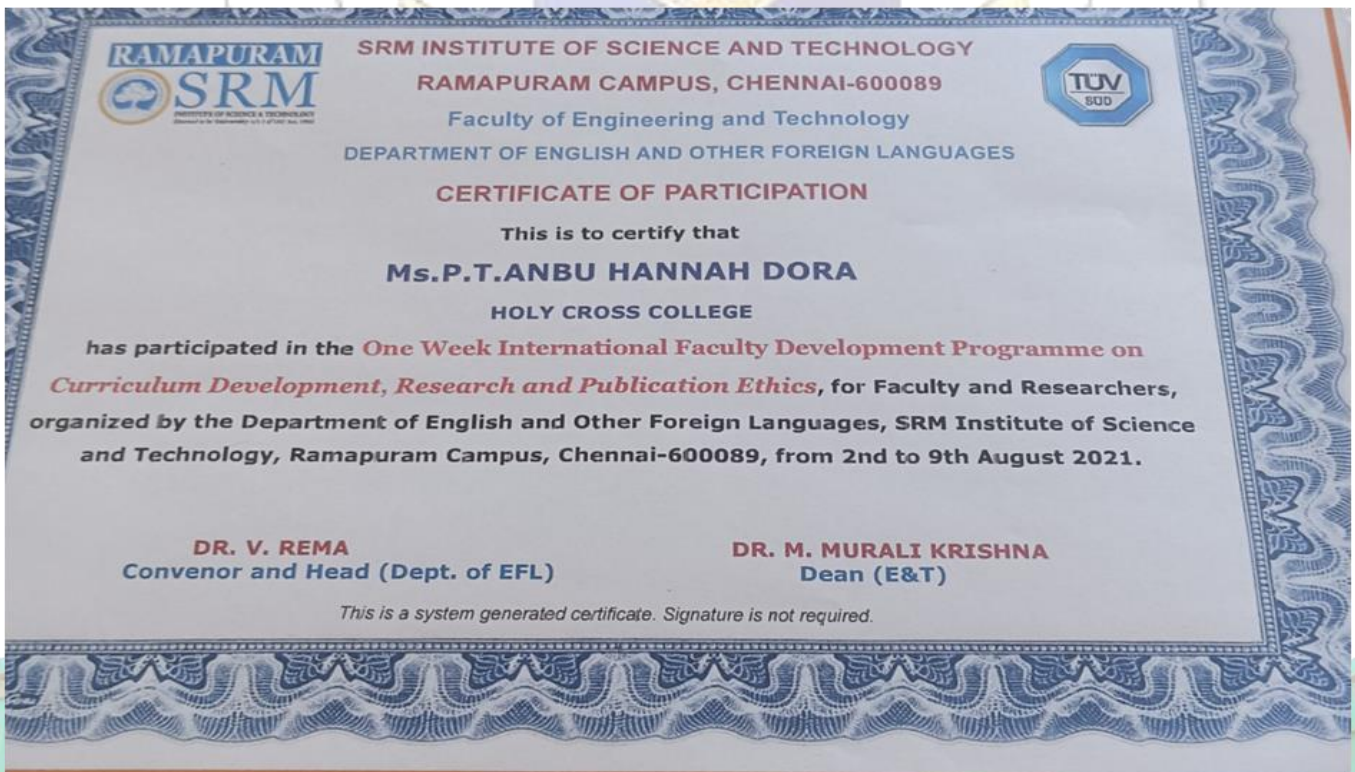 RAMAPURAM
SRM
INSTITUTE OF SCIENCE & TECHNOLOGY
SRM INSTITUTE OF SCIENCE AND TECHNOLOGY
RAMAPURAM CAMPUS, CHENNAI-600089
Faculty of Engineering and Technology
DEPARTMENT OF ENGLISH AND OTHER FOREIGN LANGUAGES
TÜV
SÜD
CERTIFICATE OF PARTICIPATION
This is to certify that
Ms.P.T.ANBU HANNAH DORA
HOLY CROSS COLLEGE
has participated in the One Week International Faculty Development Programme on
Curriculum Development, Research and Publication Ethics, for Faculty and Researchers,
organized by the Department of English and Other Foreign Languages, SRM Institute of Science
and Technology, Ramapuram Campus, Chennai-600089, from 2nd to 9th August 2021.
DR. V. REMA
Convenor and Head (Dept. of EFL)
DR. M. MURALI KRISHNA
Dean (E&T)
This is a system generated certificate. Signature is not required.